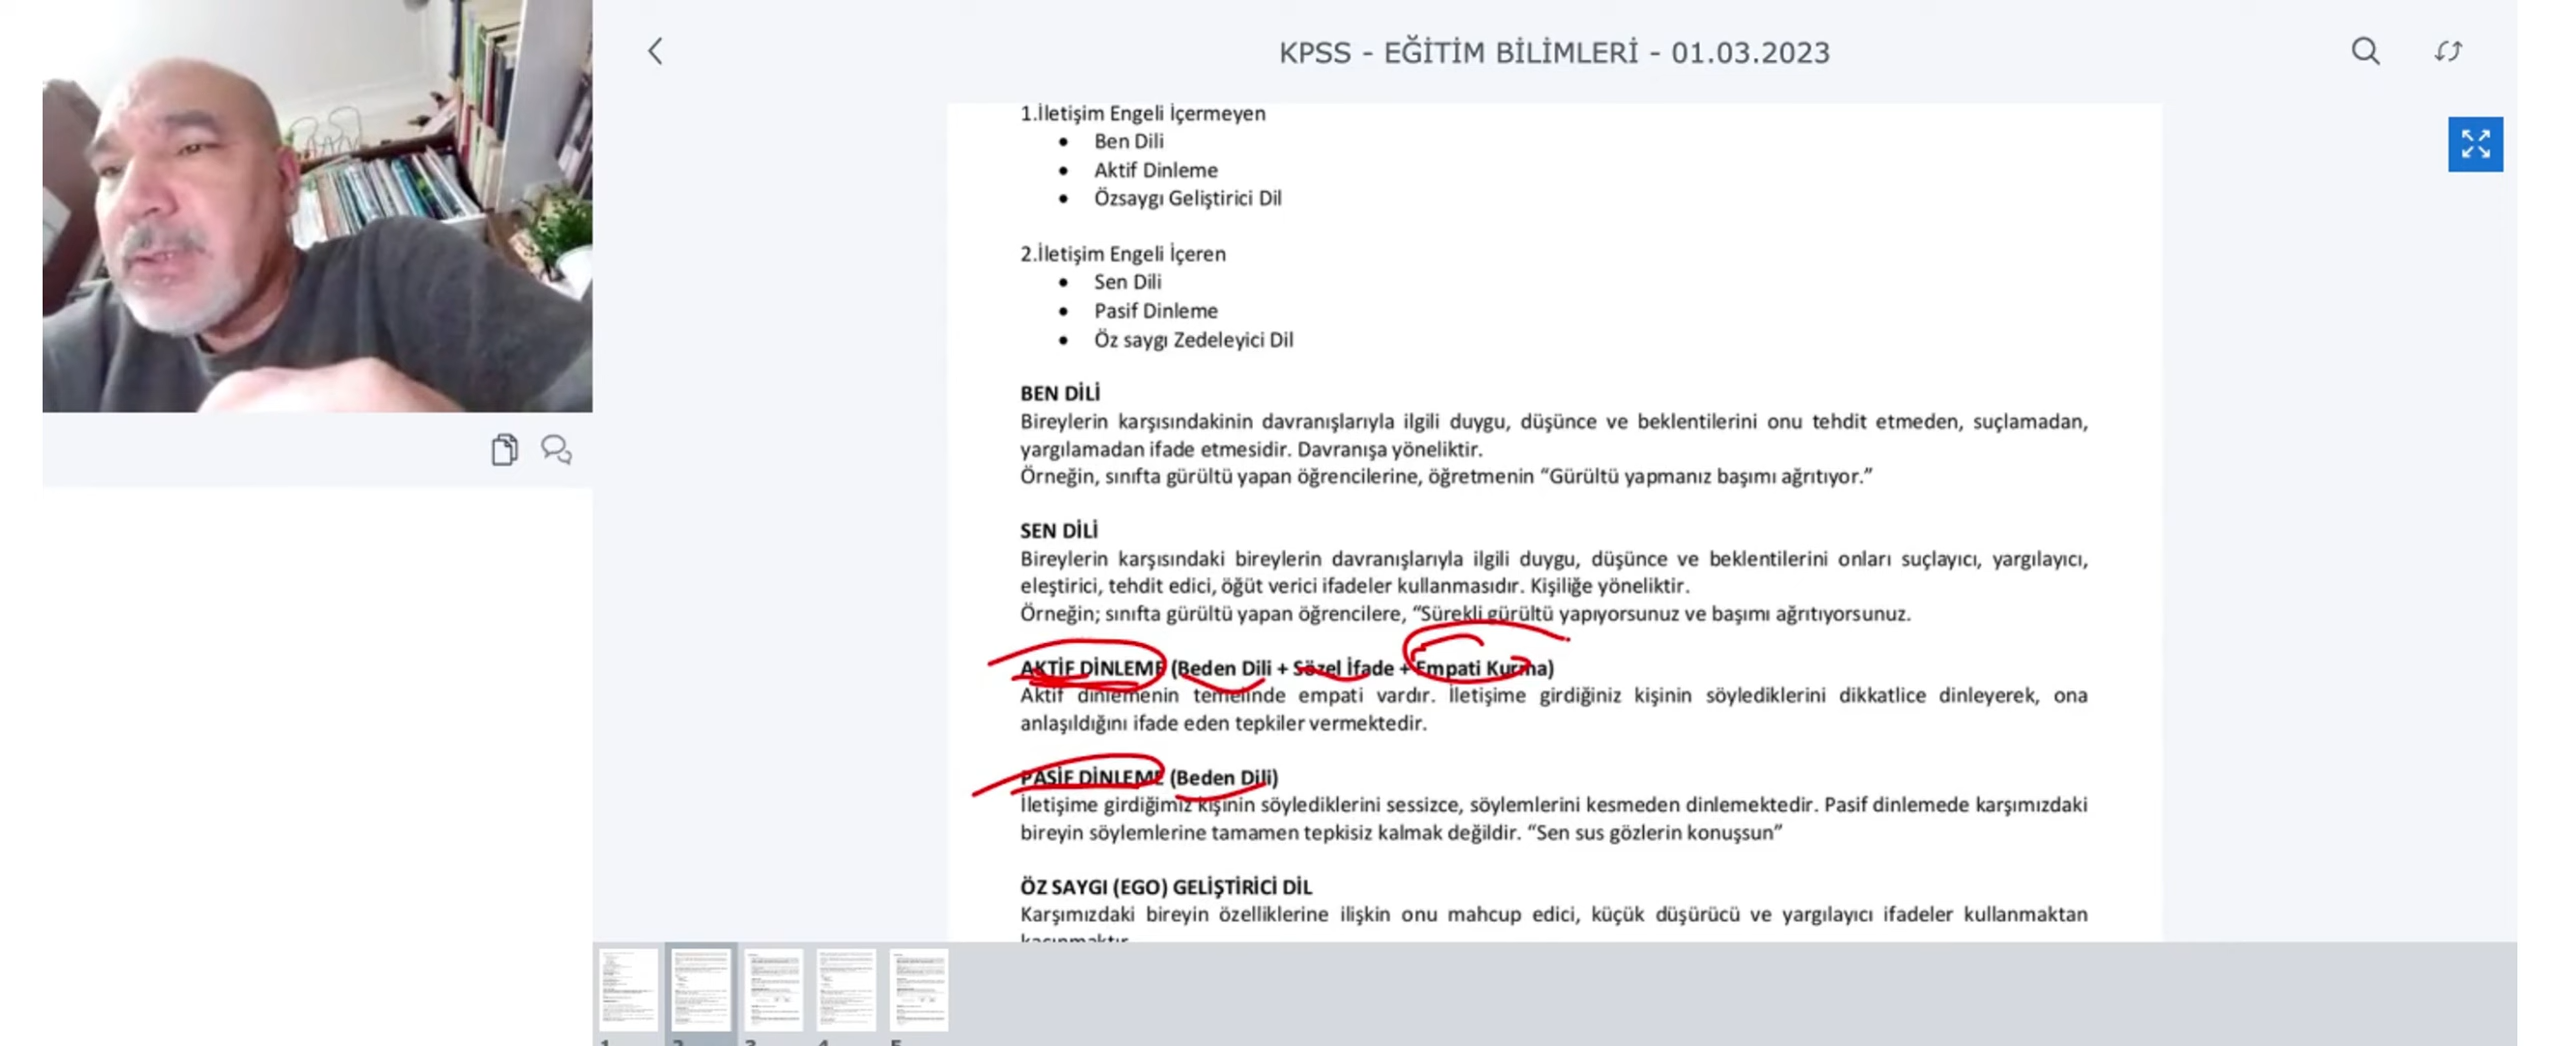 KPSS - EĞİTİM BİLİMLERİ - 01.03.2023
1.İletişim Engeli İçermeyen
• Ben Dili
• Aktif Dinleme
• Özsaygı Geliştirici Dil
2.İletişim Engeli İçeren
• Sen Dili
• Pasif Dinleme
• Öz saygı Zedeleyici Dil
BEN DİLİ
Bireylerin karşısındakinin davranışlarıyla ilgili duygu, düşünce ve beklentilerini onu tehdit etmeden, suçlamadan,
yargılamadan ifade etmesidir. Davranışa yöneliktir.
Örneğin, sınıfta gürültü yapan öğrencilerine, öğretmenin “Gürültü yapmanız başımı ağrıtıyor.”
SEN DİLİ
Bireylerin karşısındaki bireylerin davranışlarıyla ilgili duygu, düşünce ve beklentilerini onları suçlayıcı, yargılayıcı,
eleştirici, tehdit edici, öğüt verici ifadeler kullanmasıdır. Kişiliğe yöneliktir.
Örneğin; sınıfta gürültü yapan öğrencilere, “Sürekli gürültü yapıyorsunuz ve başımı ağrıtıyorsunuz.
AKTİF DİNLEME (Beden Dili + Sözel İfade + Empati Kurma)
Aktif dinlemenin temelinde empati vardır. İletişime girdiğiniz kişinin söylediklerini dikkatlice dinleyerek, ona
anlaşıldığını ifade eden tepkiler vermektedir.
PASİF DİNLEME (Beden Dili)
İletişime girdiğimiz kişinin söylediklerini sessizce, söylemlerini kesmeden dinlemektedir. Pasif dinlemede karşımızdaki
bireyin söylemlerine tamamen tepkisiz kalmak değildir. “Sen sus gözlerin konuşsun”
ÖZ SAYGI (EGO) GELİŞTİRİCİ DİL
Karşımızdaki bireyin özelliklerine ilişkin onu mahcup edici, küçük düşürücü ve yargılayıcı ifadeler kullanmaktan
kaçınmaktır.
1 2 3 4 5